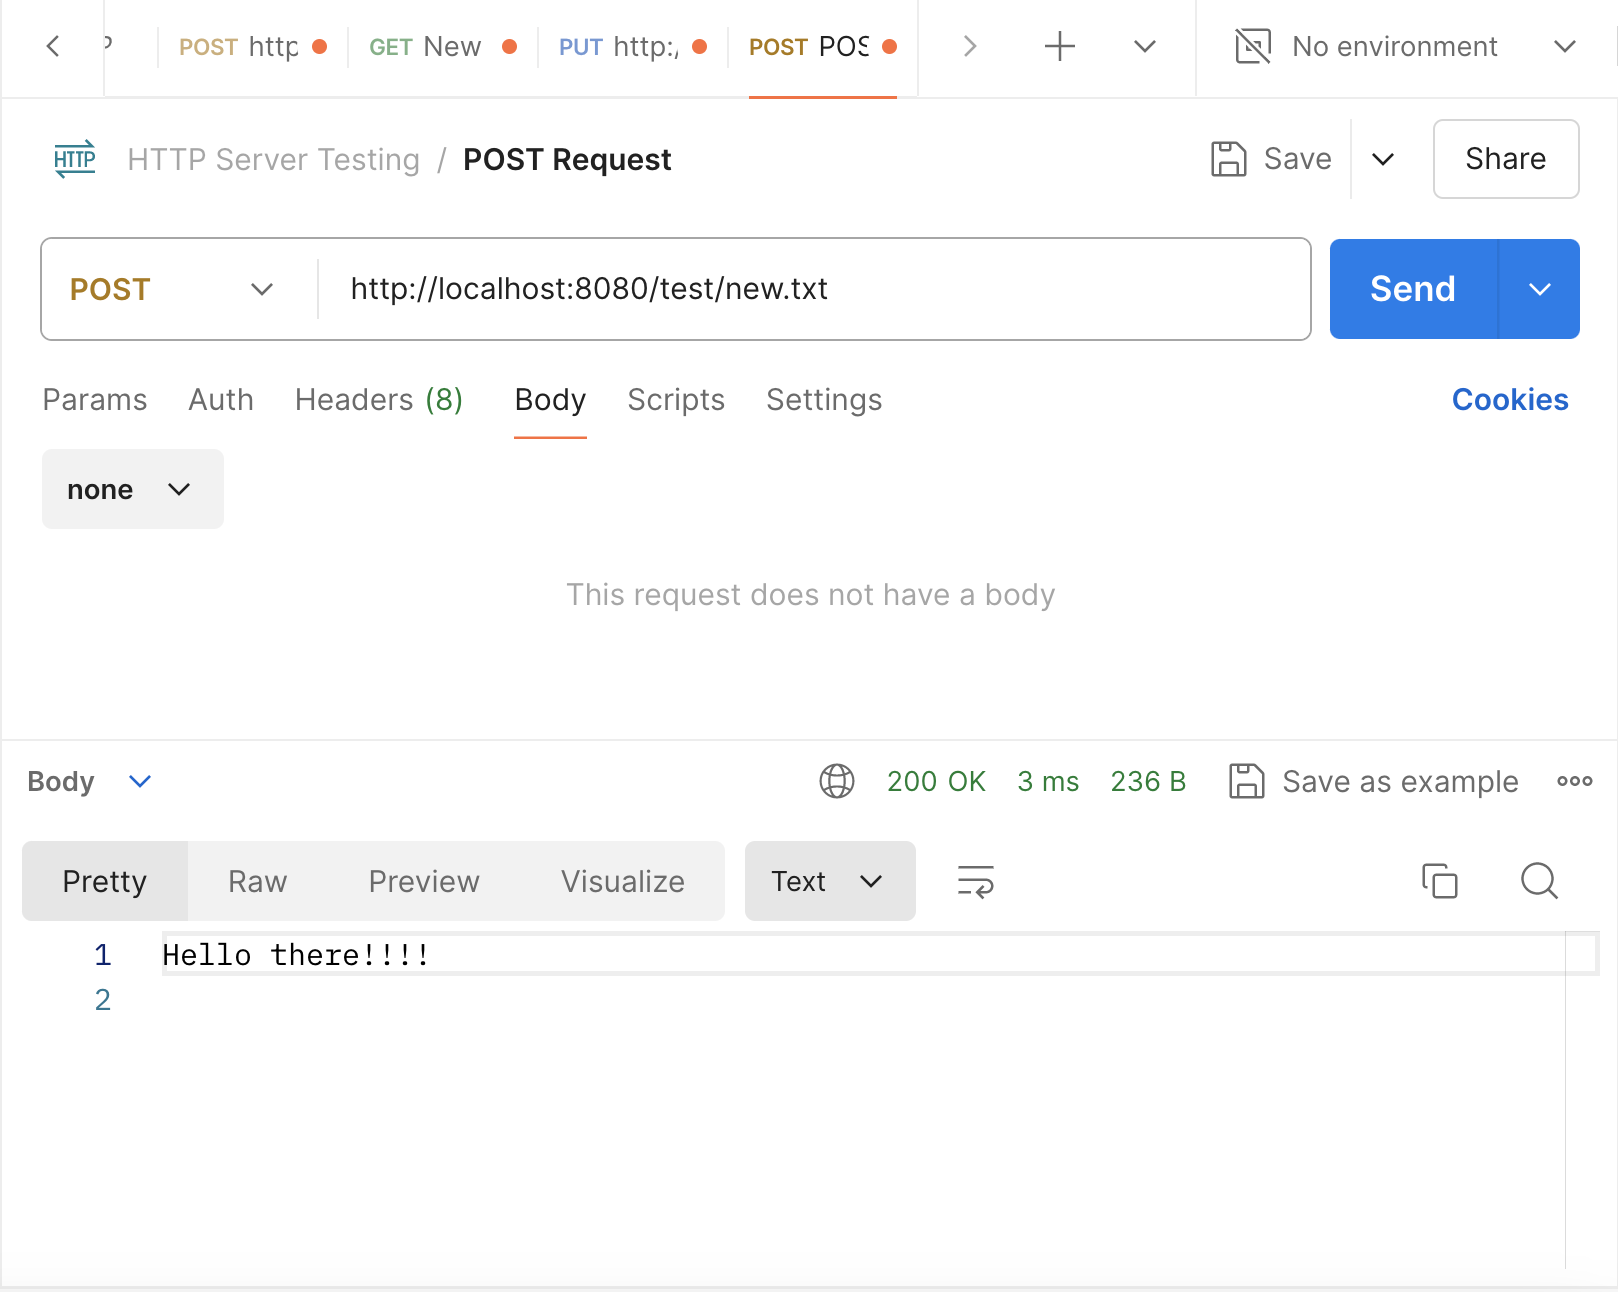 POST http GET New PUT http:/ POST POS No environment
HTTP HTTP Server Testing / POST Request Save Share
POST http://localhost:8080/test/new.txt Send
Params Auth Headers (8) Body Scripts Settings Cookies
none
This request does not have a body
Body 200 OK 3 ms 236 B Save as example
Pretty Raw Preview Visualize Text
1 Hello there!!!!
2